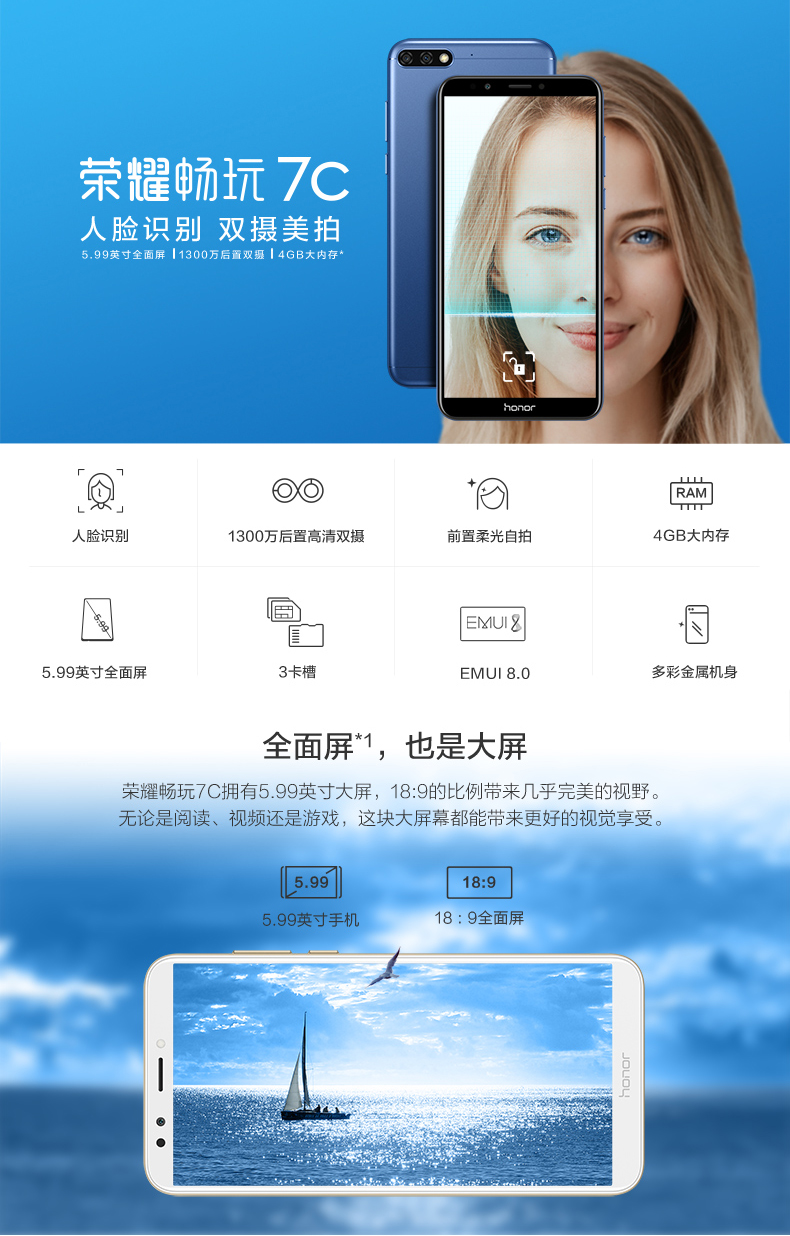 荣耀畅玩7C
人脸识别 双摄美拍
5.99英寸全面屏 | 1300万后置双摄 | 4GB大内存*
honor
RAM
人脸识别
1300万后置高清双摄
前置柔光自拍
4GB大内存
5.99
EMUI 8
5.99英寸全面屏
3卡槽
EMUI 8.0
多彩金属机身
全面屏*1，也是大屏
荣耀畅玩7C拥有5.99英寸大屏，18:9的比例带来几乎完美的视野。
无论是阅读、视频还是游戏，这块大屏幕都能带来更好的视觉享受。
5.99
18:9
5.99英寸手机
18：9全面屏
honor